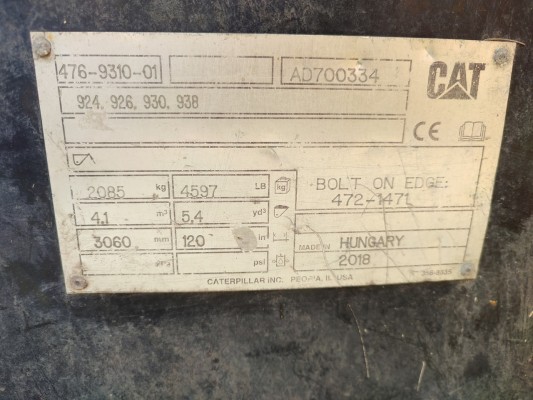 476-9310-01 AD700334 CAT
924, 926, 930, 938
CE
2085 kg 4597 LB kg BOLT ON EDGE:
472-1471
4.1 m³ 5.4 yd³
3060 mm 120 in MADE IN HUNGARY
psi 2018
CATERPILLAR INC. PEORIA, IL USA